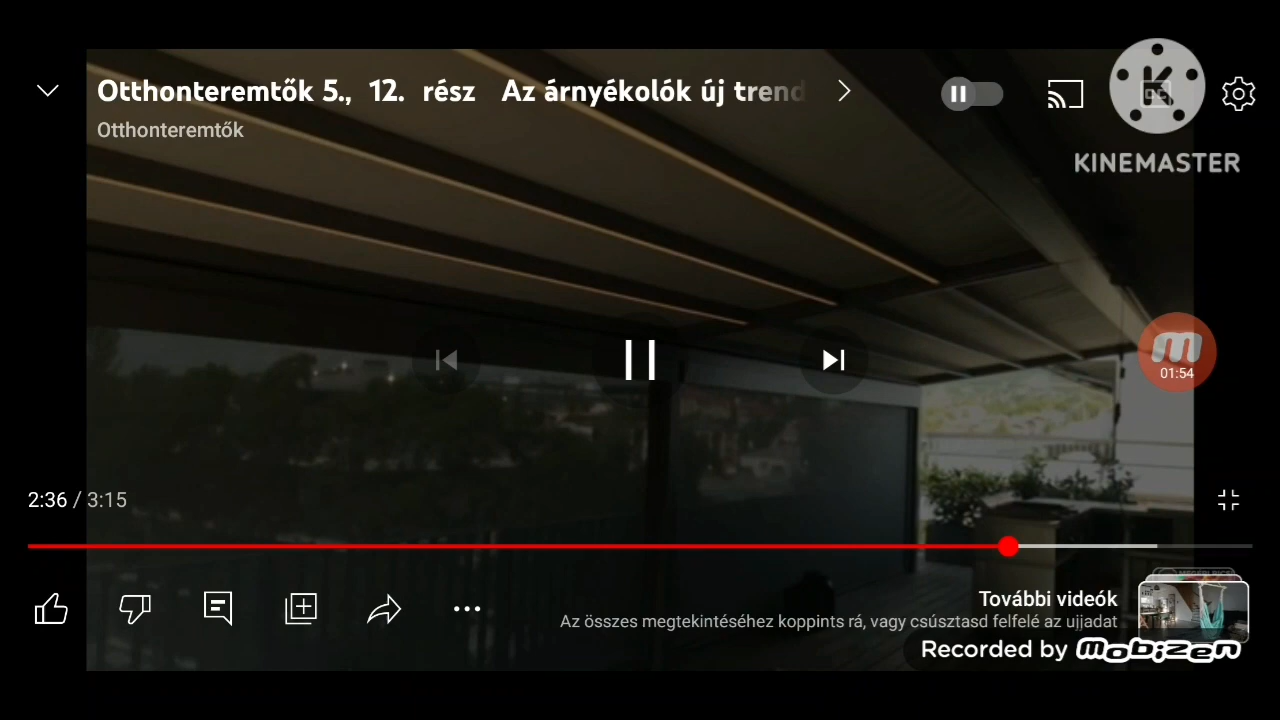 Otthonteremtők 5., 12. rész Az árnyékolók új trend
Otthonteremtők
KINEMASTER
01:54
2:36 / 3:15
További videók
Az összes megtekintéséhez koppints rá, vagy csúsztasd felfelé az ujjadat
Recorded by mobizen